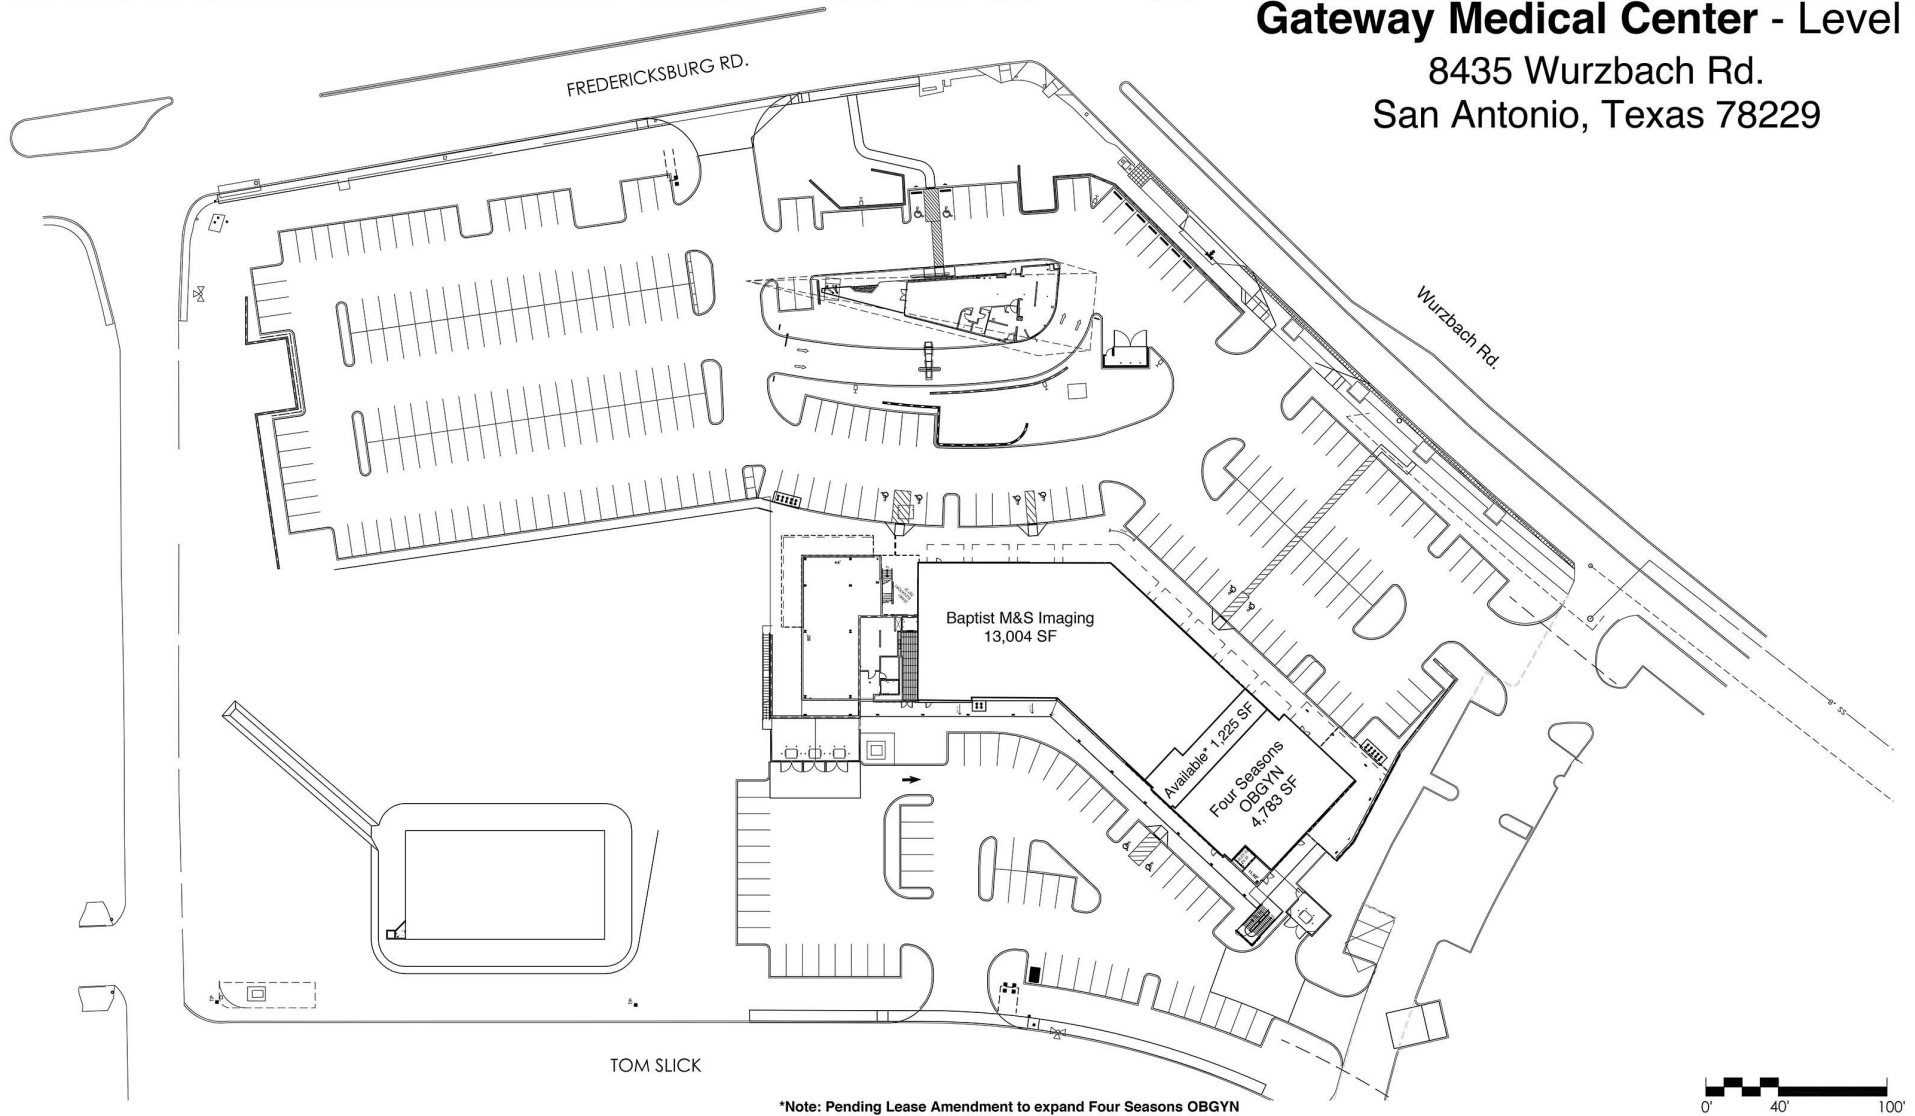 Gateway Medical Center - Level
8435 Wurzbach Rd.
San Antonio, Texas 78229
FREDERICKSBURG RD.
Wurzbach Rd.
Baptist M&S Imaging
13,004 SF
Available* 1,225 SF
Four Seasons
OBGYN
4,783 SF
8" SS
TOM SLICK
*Note: Pending Lease Amendment to expand Four Seasons OBGYN
0' 40' 100'